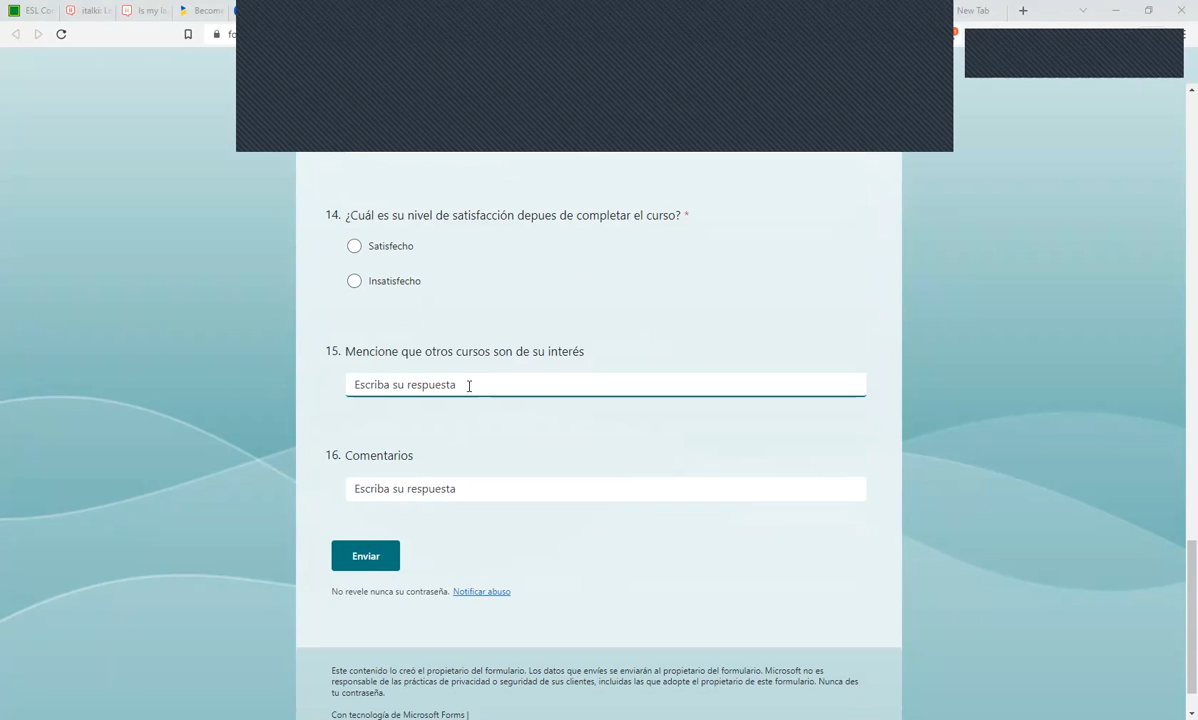 ESL Co
italki: L
Is my la
Become
New Tab
fo
14. ¿Cuál es su nivel de satisfacción depues de completar el curso? *
Satisfecho
Insatisfecho
15. Mencione que otros cursos son de su interés
Escriba su respuesta
16. Comentarios
Escriba su respuesta
Enviar
No revele nunca su contraseña. Notificar abuso
Este contenido lo creó el propietario del formulario. Los datos que envíes se enviarán al propietario del formulario. Microsoft no es
responsable de las prácticas de privacidad o seguridad de sus clientes, incluidas las que adopte el propietario de este formulario. Nunca des
tu contraseña.
Con tecnología de Microsoft Forms |